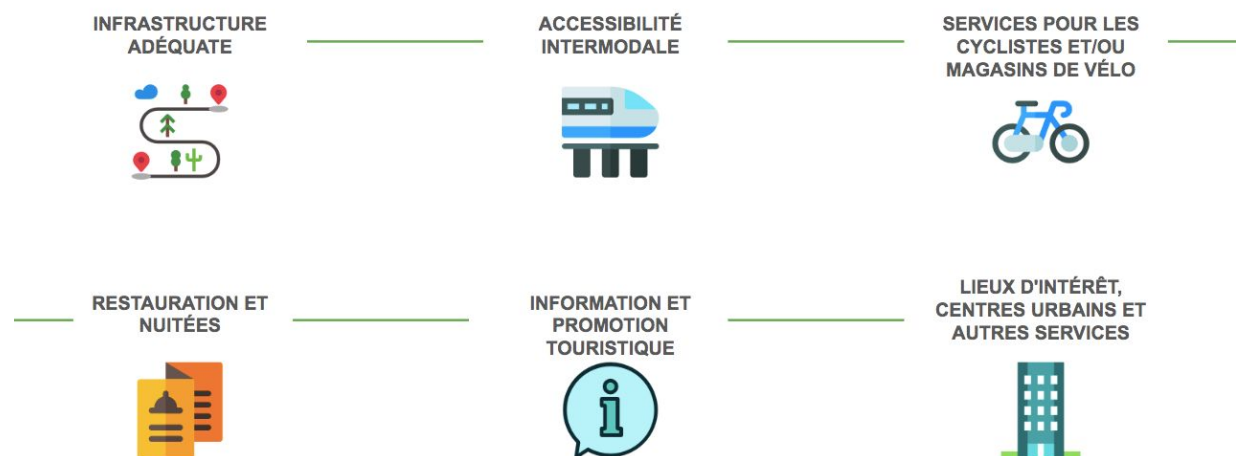 INFRASTRUCTURE
ADÉQUATE
ACCESSIBILITÉ
INTERMODALE
SERVICES POUR LES
CYCLISTES ET/OU
MAGASINS DE VÉLO
RESTAURATION ET
NUITÉES
INFORMATION ET
PROMOTION
TOURISTIQUE
LIEUX D'INTÉRÊT,
CENTRES URBAINS ET
AUTRES SERVICES